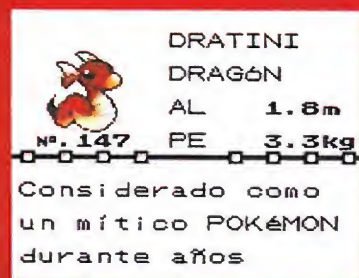 DRATINI
DRAGÓN
AL 1.8m
Nº.147 PE 3.3kg
Considerado como
un mítico POKéMON
durante años